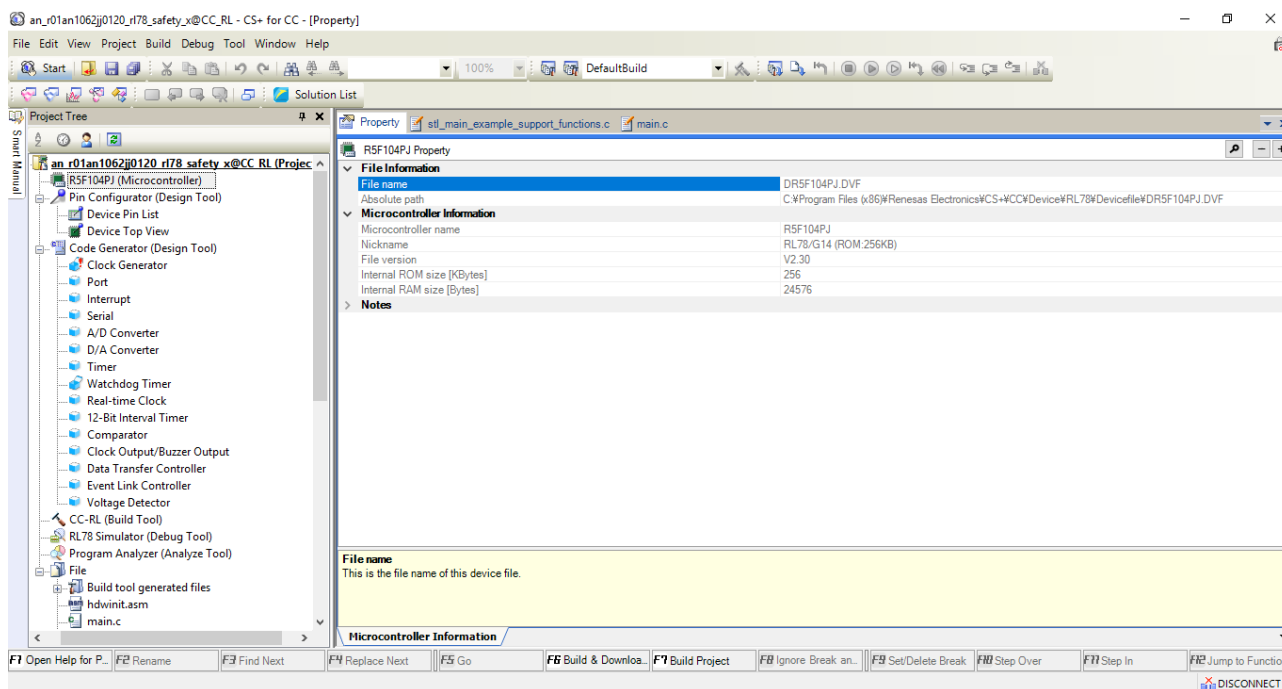 an_r01an1062jj0120_rl78_safety_x@CC_RL - CS+ for CC - [Property]
File Edit View Project Build Debug Tool Window Help
Start 100% DefaultBuild
Solution List
Smart Manual
Project Tree
Property stl_main_example_support_functions.c main.c
R5F104PJ Property
an_r01an1062jj0120_rl78_safety_x@CC_RL (Projec
R5F104PJ (Microcontroller)
Pin Configurator (Design Tool)
Device Pin List
Device Top View
Code Generator (Design Tool)
Clock Generator
Port
Interrupt
Serial
A/D Converter
D/A Converter
Timer
Watchdog Timer
Real-time Clock
12-Bit Interval Timer
Comparator
Clock Output/Buzzer Output
Data Transfer Controller
Event Link Controller
Voltage Detector
CC-RL (Build Tool)
RL78 Simulator (Debug Tool)
Program Analyzer (Analyze Tool)
File
Build tool generated files
hdwinit.asm
main.c
File Information
File name DR5F104PJ.DVF
Absolute path C:¥Program Files (x86)¥Renesas Electronics¥CS+¥CC¥Device¥RL78¥Devicefile¥DR5F104PJ.DVF
Microcontroller Information
Microcontroller name R5F104PJ
Nickname RL78/G14 (ROM:256KB)
File version V2.30
Internal ROM size [KBytes] 256
Internal RAM size [Bytes] 24576
Notes
File name
This is the file name of this device file.
Microcontroller Information
F1 Open Help for P... F2 Rename F3 Find Next F4 Replace Next F5 Go F6 Build & Downloa... F7 Build Project F8 Ignore Break an... F9 Set/Delete Break F10 Step Over F11 Step In F12 Jump to Functio
DISCONNECT